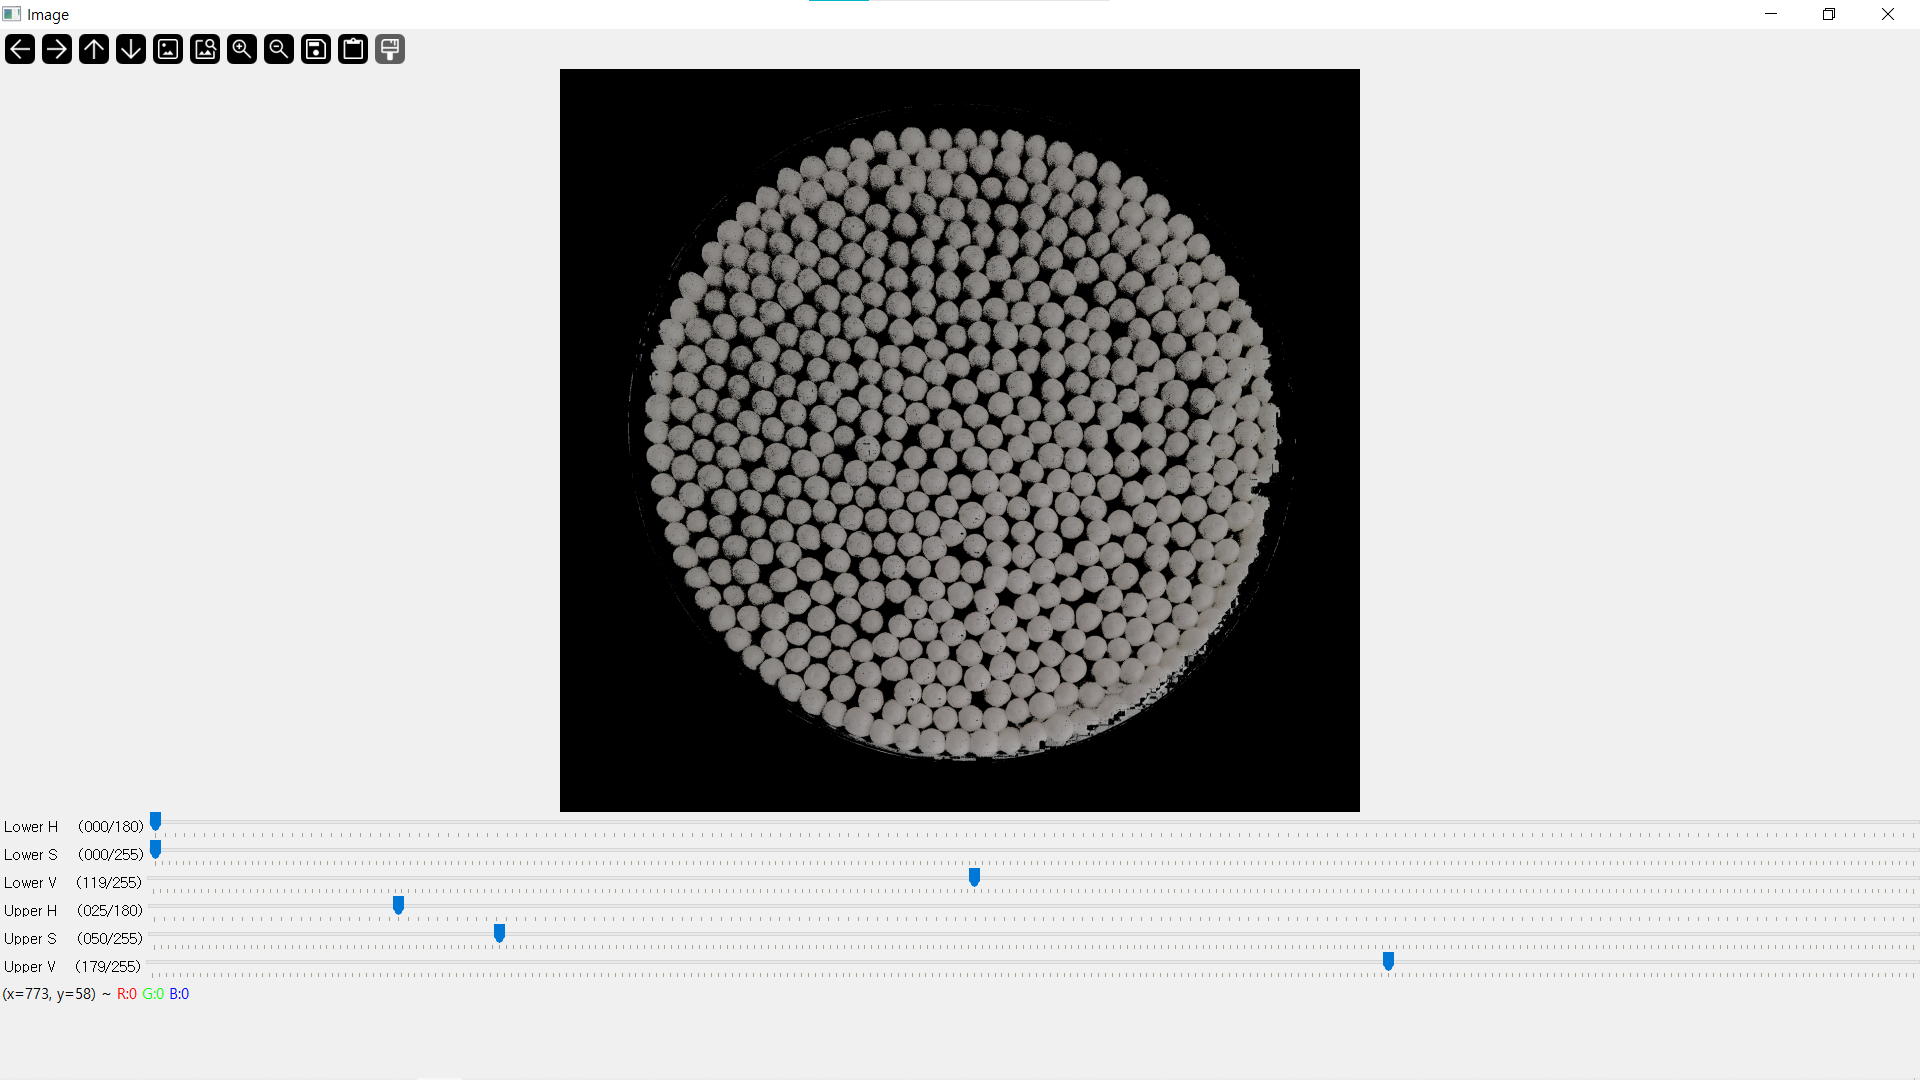 Image
Lower H (000/180)
Lower S (000/255)
Lower V (119/255)
Upper H (025/180)
Upper S (050/255)
Upper V (179/255)
(x=773, y=58) ~ R:0 G:0 B:0